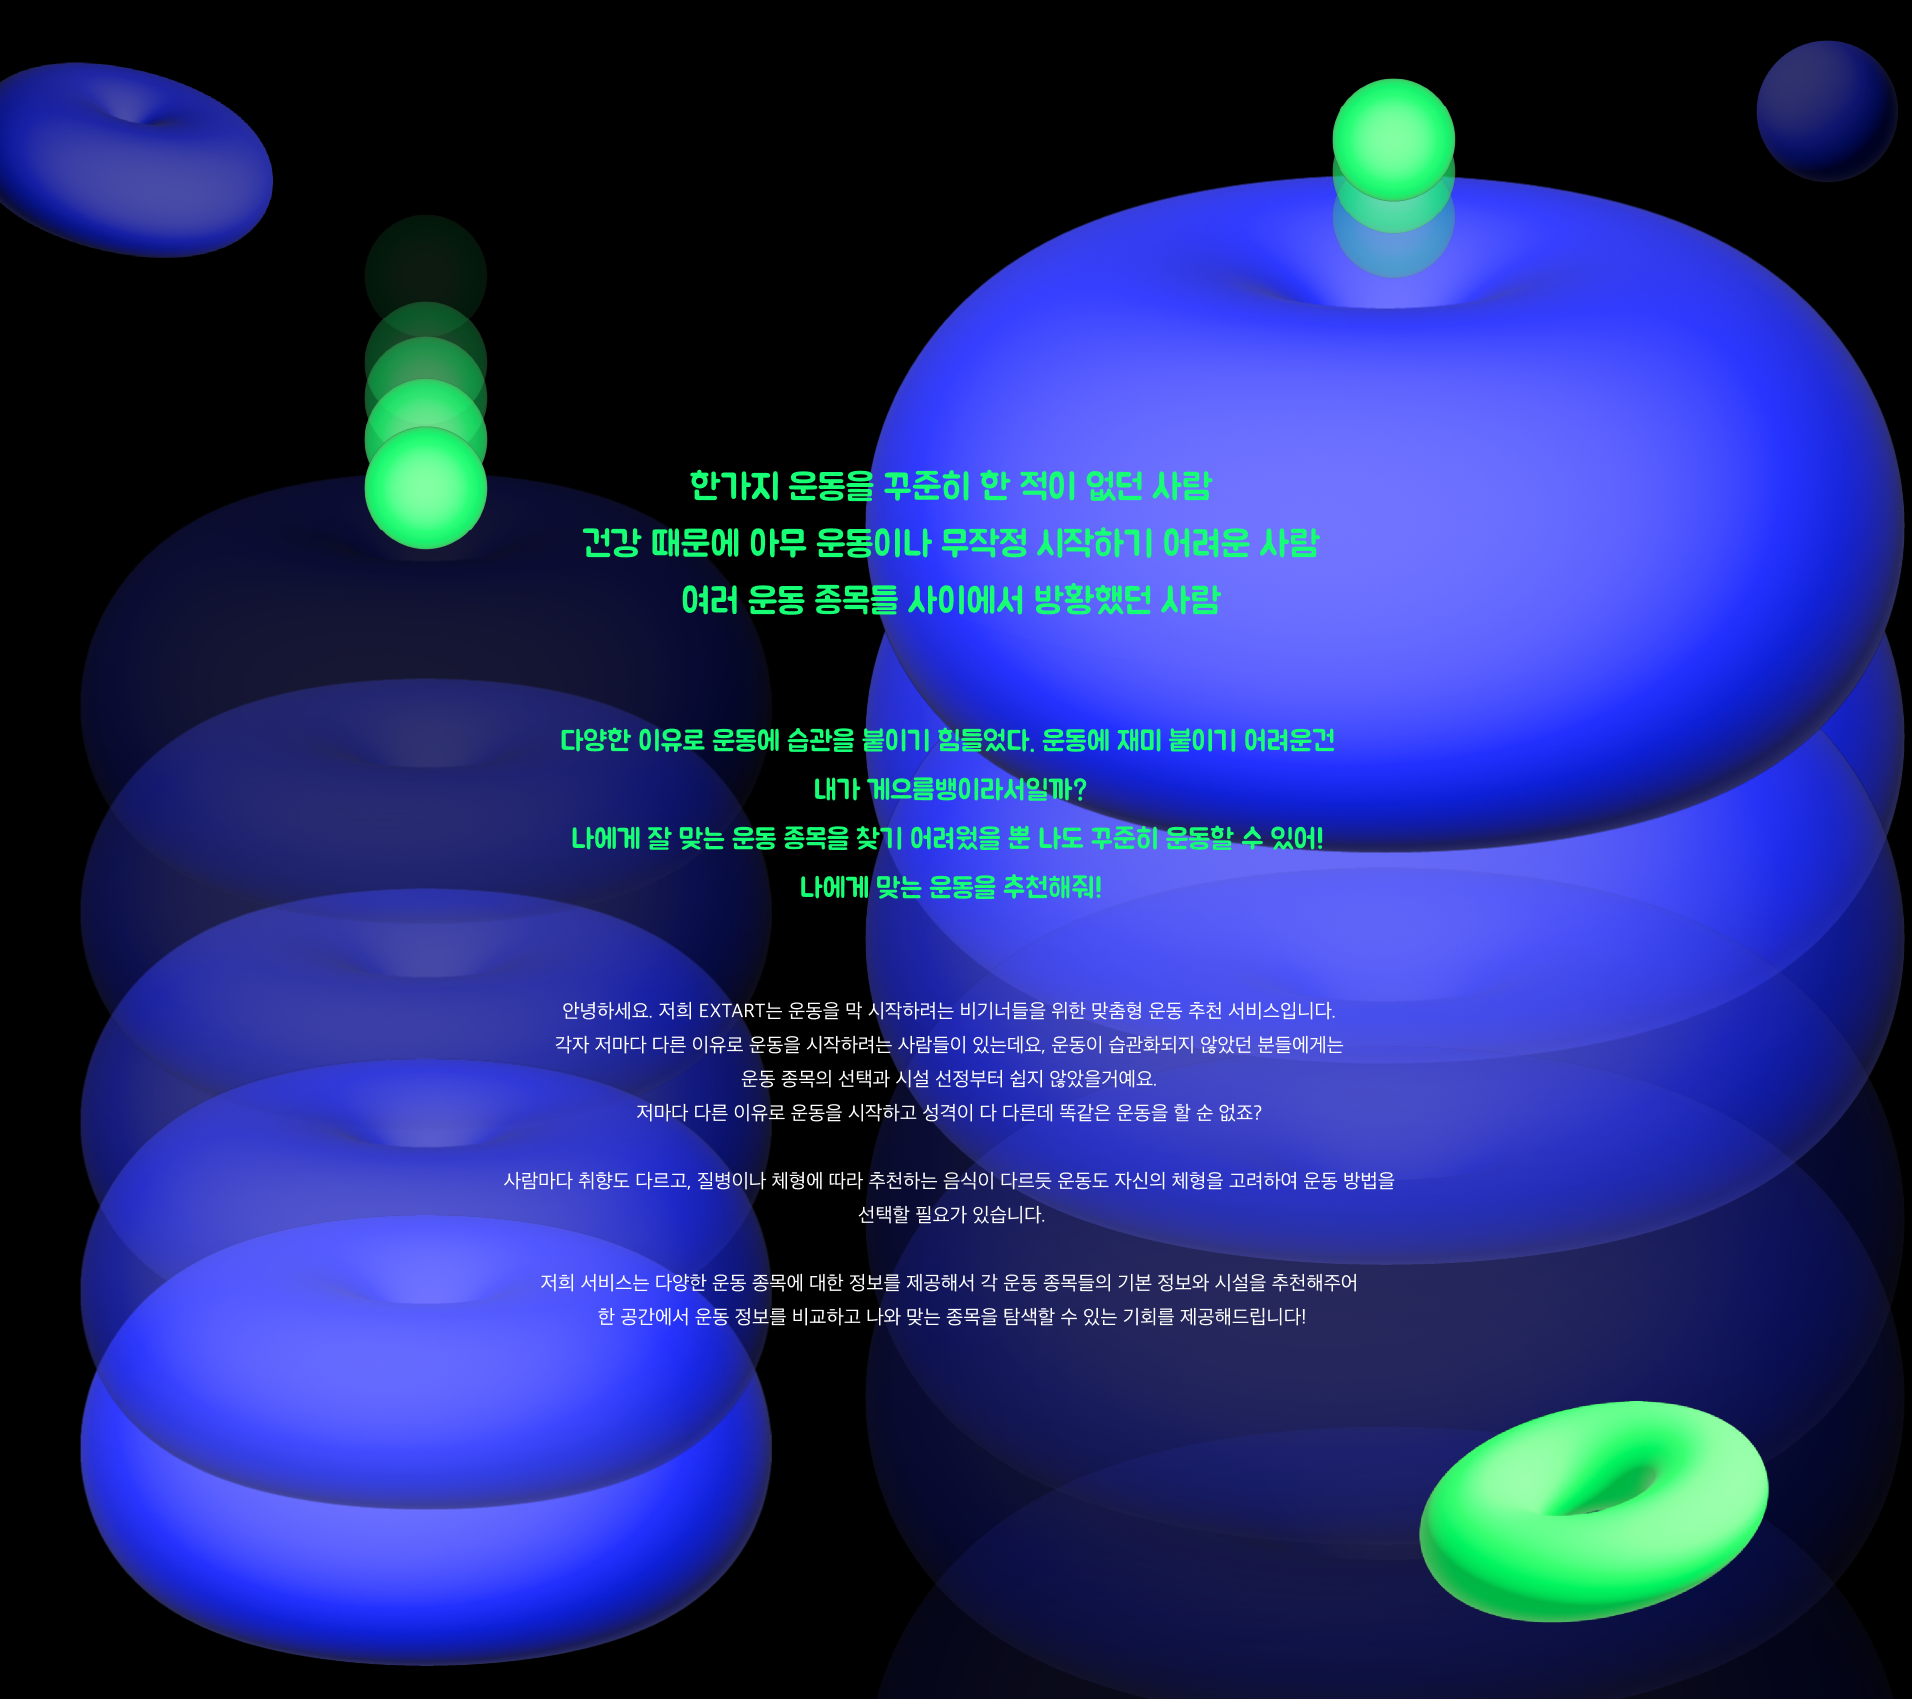 한가지 운동을 꾸준히 한 적이 없던 사람
건강 때문에 아무 운동이나 무작정 시작하기 어려운 사람
여러 운동 종목들 사이에서 방황했던 사람
다양한 이유로 운동에 습관을 붙이기 힘들었다. 운동에 재미 붙이기 어려운건
내가 게으름뱅이라서일까?
나에게 잘 맞는 운동 종목을 찾기 어려웠을 뿐 나도 꾸준히 운동할 수 있어!
나에게 맞는 운동을 추천해줘!
안녕하세요. 저희 EXTART는 운동을 막 시작하려는 비기너들을 위한 맞춤형 운동 추천 서비스입니다.
각자 저마다 다른 이유로 운동을 시작하려는 사람들이 있는데요, 운동이 습관화되지 않았던 분들에게는
운동 종목의 선택과 시설 선정부터 쉽지 않았을거예요.
저마다 다른 이유로 운동을 시작하고 성격이 다 다른데 똑같은 운동을 할 순 없죠?
사람마다 취향도 다르고, 질병이나 체형에 따라 추천하는 음식이 다르듯 운동도 자신의 체형을 고려하여 운동 방법을
선택할 필요가 있습니다.
저희 서비스는 다양한 운동 종목에 대한 정보를 제공해서 각 운동 종목들의 기본 정보와 시설을 추천해주어
한 공간에서 운동 정보를 비교하고 나와 맞는 종목을 탐색할 수 있는 기회를 제공해드립니다!